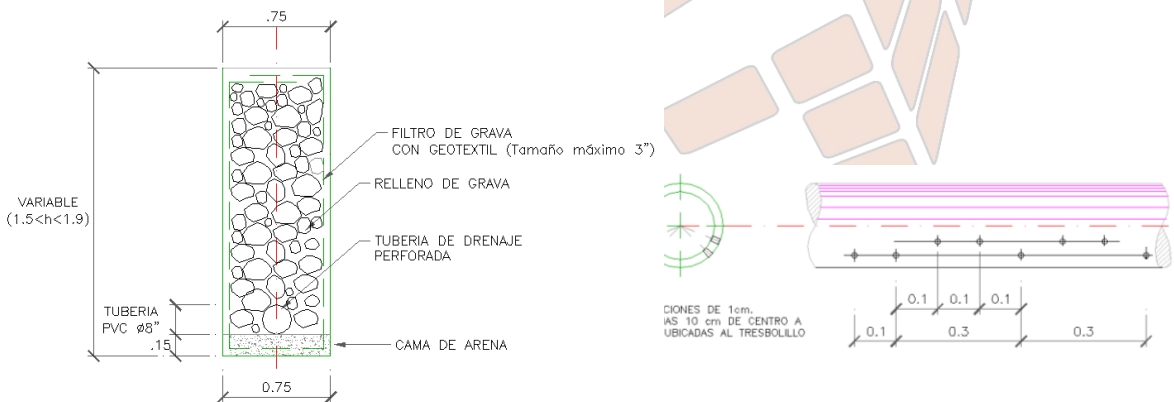 .75
FILTRO DE GRAVA
CON GEOTEXTIL (Tamaño máximo 3")
RELLENO DE GRAVA
VARIABLE
(1.5<h<1.9)
TUBERIA DE DRENAJE
PERFORADA
TUBERIA
PVC ø8"
.15
CAMA DE ARENA
0.75
CIONES DE 1cm.
AS 10 cm DE CENTRO A
UBICADAS AL TRESBOLILLO
0.1
0.1
0.1
0.1
0.3
0.3